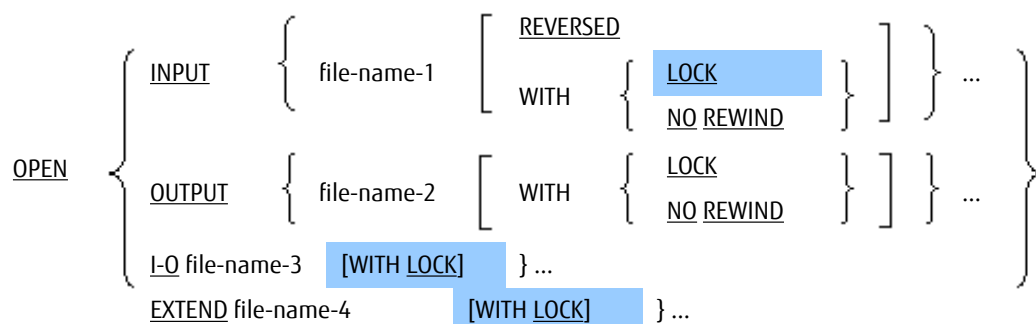 REVERSED
INPUT { file-name-1 [ LOCK } ] } ...
WITH {
NO REWIND
OPEN {
LOCK
OUTPUT { file-name-2 [ WITH { } ] } ...
NO REWIND
I-O file-name-3 [WITH LOCK] } ...
EXTEND file-name-4 [WITH LOCK] } ...